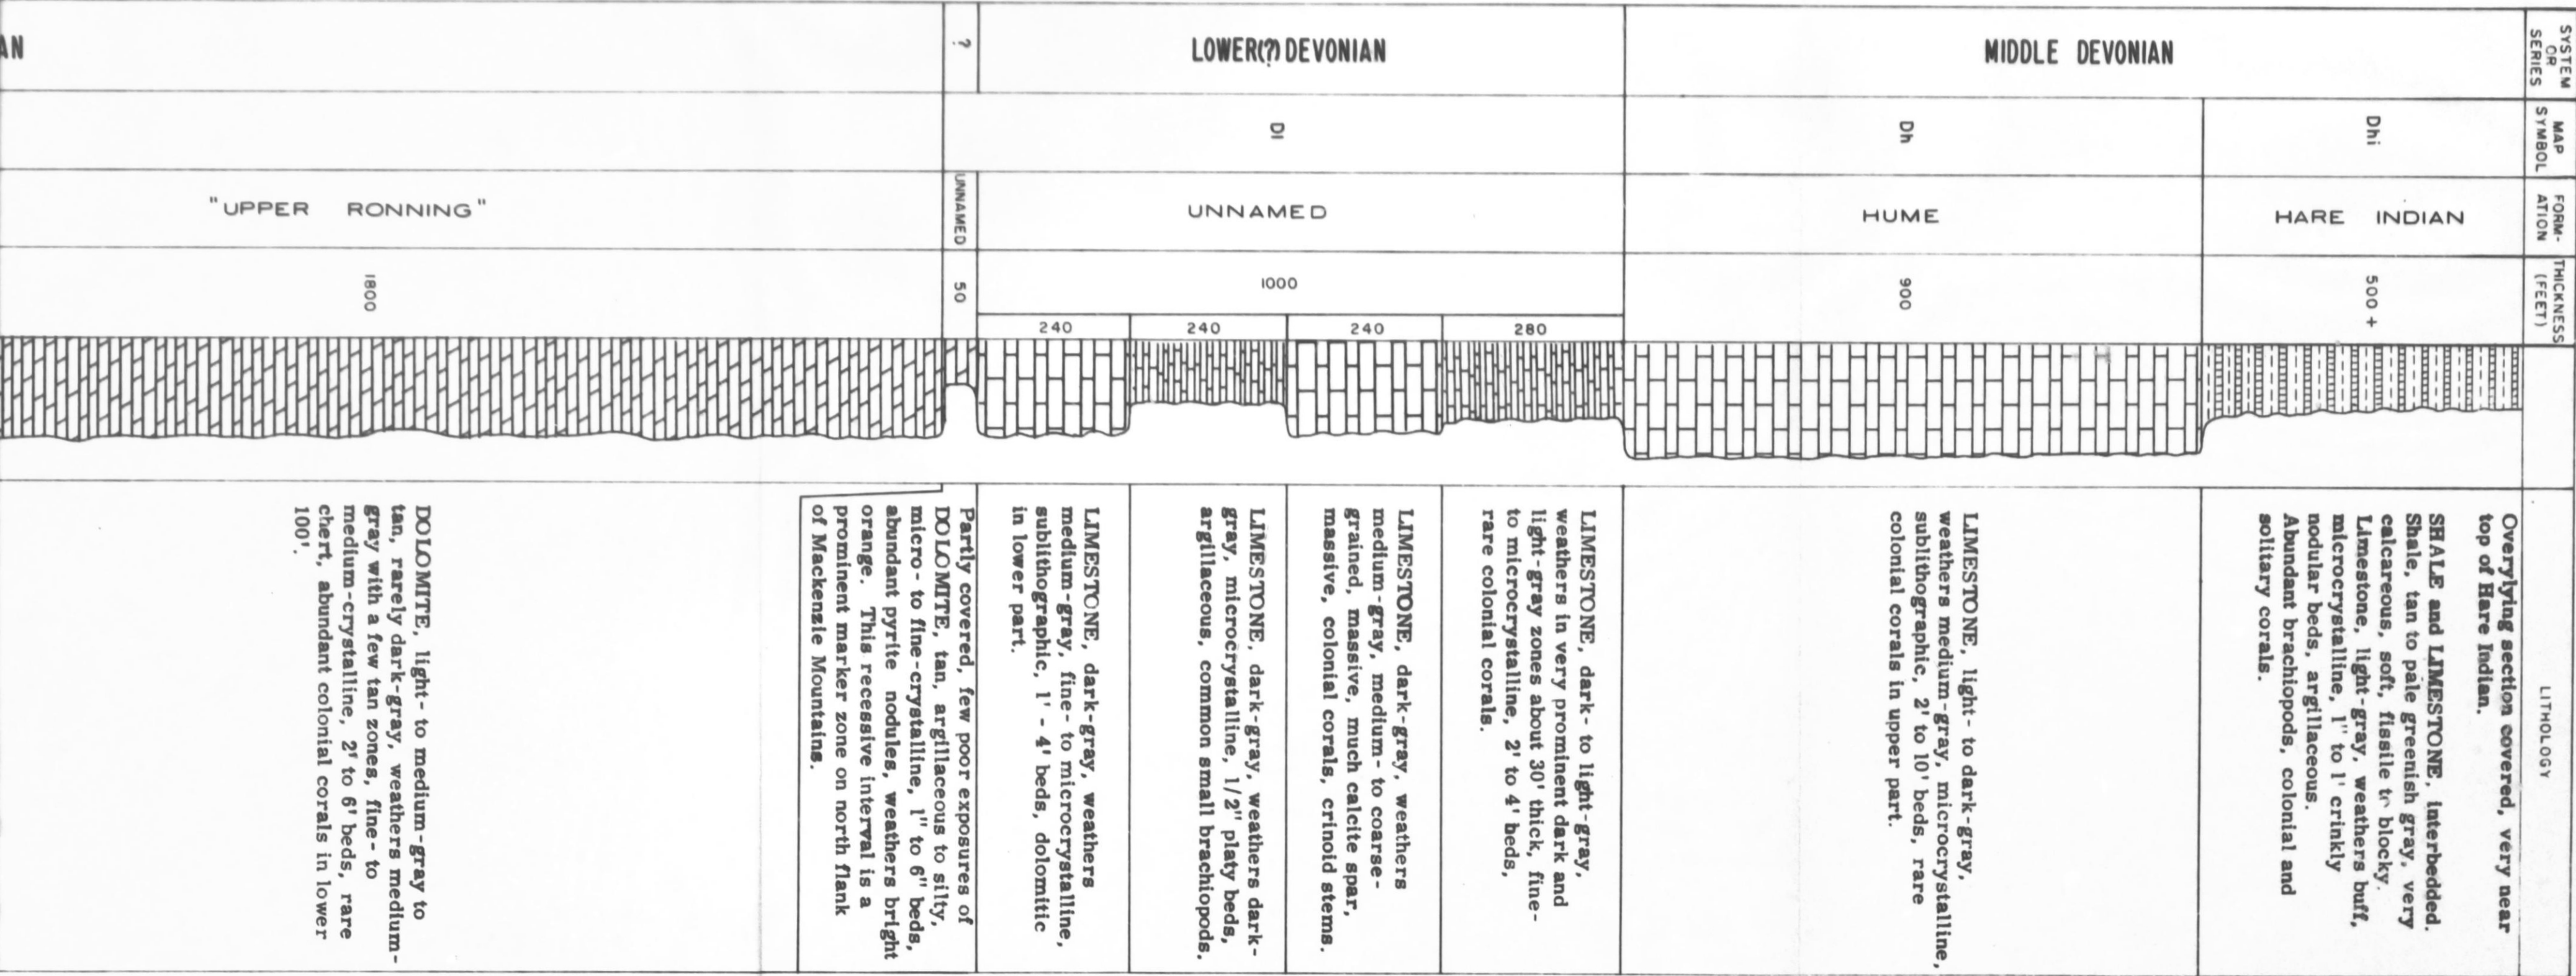 SYSTEM
OR
SERIES
MAP
SYMBOL
FORM-
ATION
THICKNESS
(FEET)
LITHOLOGY
MIDDLE DEVONIAN
Dhi
HARE INDIAN
500 +
Overylying section covered, very near
top of Hare Indian.
SHALE and LIMESTONE, interbedded.
Shale, tan to pale greenish gray, very
calcareous, soft, fissile to blocky.
Limestone, light-gray, weathers buff,
microcrystalline, 1" to 1' crinkly
nodular beds, argillaceous.
Abundant brachiopods, colonial and
solitary corals.
Dh
HUME
900
LIMESTONE, light- to dark-gray,
weathers medium-gray, microcrystalline,
sublithographic, 2' to 10' beds, rare
colonial corals in upper part.
LOWER(?) DEVONIAN
Dl
UNNAMED
1000
280
LIMESTONE, dark- to light-gray,
weathers in very prominent dark and
light-gray zones about 30' thick, fine-
to microcrystalline, 2' to 4' beds,
rare colonial corals.
240
LIMESTONE, dark-gray, weathers
medium-gray, medium- to coarse-
grained, massive, much calcite spar,
massive, colonial corals, crinoid stems.
240
LIMESTONE, dark-gray, weathers dark-
gray, microcrystalline, 1/2" platy beds,
argillaceous, common small brachiopods.
240
LIMESTONE, dark-gray, weathers
medium-gray, fine- to microcrystalline,
sublithographic, 1' - 4' beds, dolomitic
in lower part.
?
UNNAMED
50
Partly covered, few poor exposures of
DOLOMITE, tan, argillaceous to silty,
micro- to fine-crystalline, 1" to 6" beds,
abundant pyrite nodules, weathers bright
orange. This recessive interval is a
prominent marker zone on north flank
of Mackenzie Mountains.
AN
"UPPER RONNING"
1800
DOLOMITE, light- to medium-gray to
tan, rarely dark-gray, weathers medium-
gray with a few tan zones, fine- to
medium-crystalline, 2' to 6' beds, rare
chert, abundant colonial corals in lower
100'.